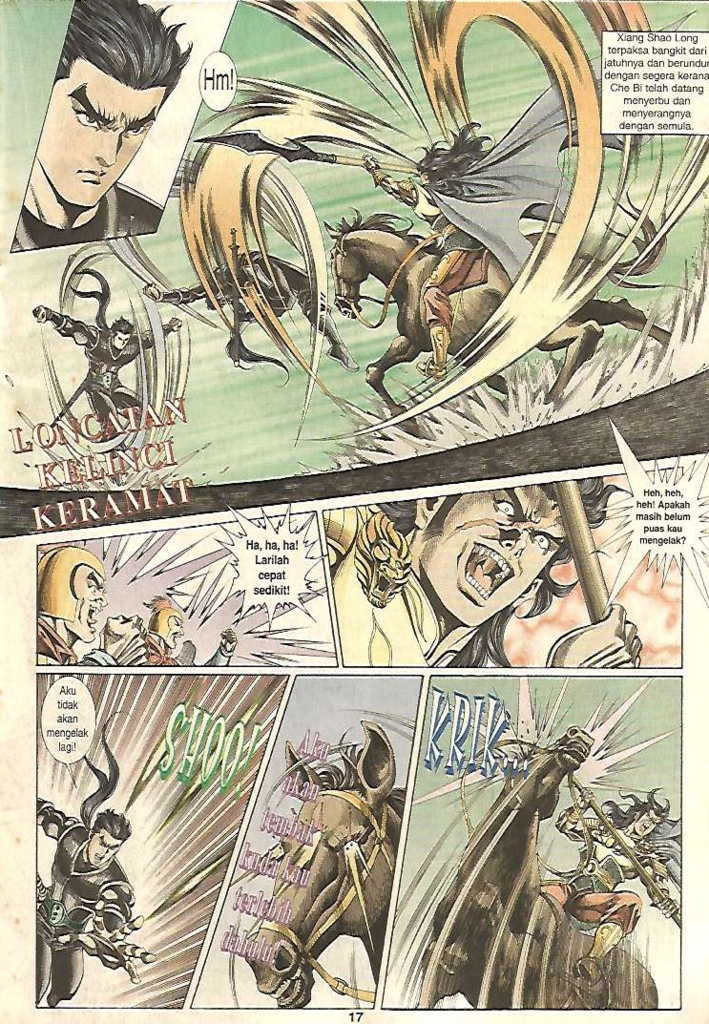 Hm!
Xiang Shao Long
terpaksa bangkit dari
jatuhnya dan berundur
dengan segera kerana
Che Bi telah datang
menyerbu dan
menyerangnya
dengan semula.
LONCATAN
KELINCI
KERAMAT
Ha, ha, ha!
Larilah
cepat
sedikit!
Heh, heh,
heh! Apakah
masih belum
puas kau
mengelak?
Aku
tidak
akan
mengelak
lagi!
SHOO!
Aku
akan
tembak
kuda kau
terlebih
dahulu!
KRIK...
17